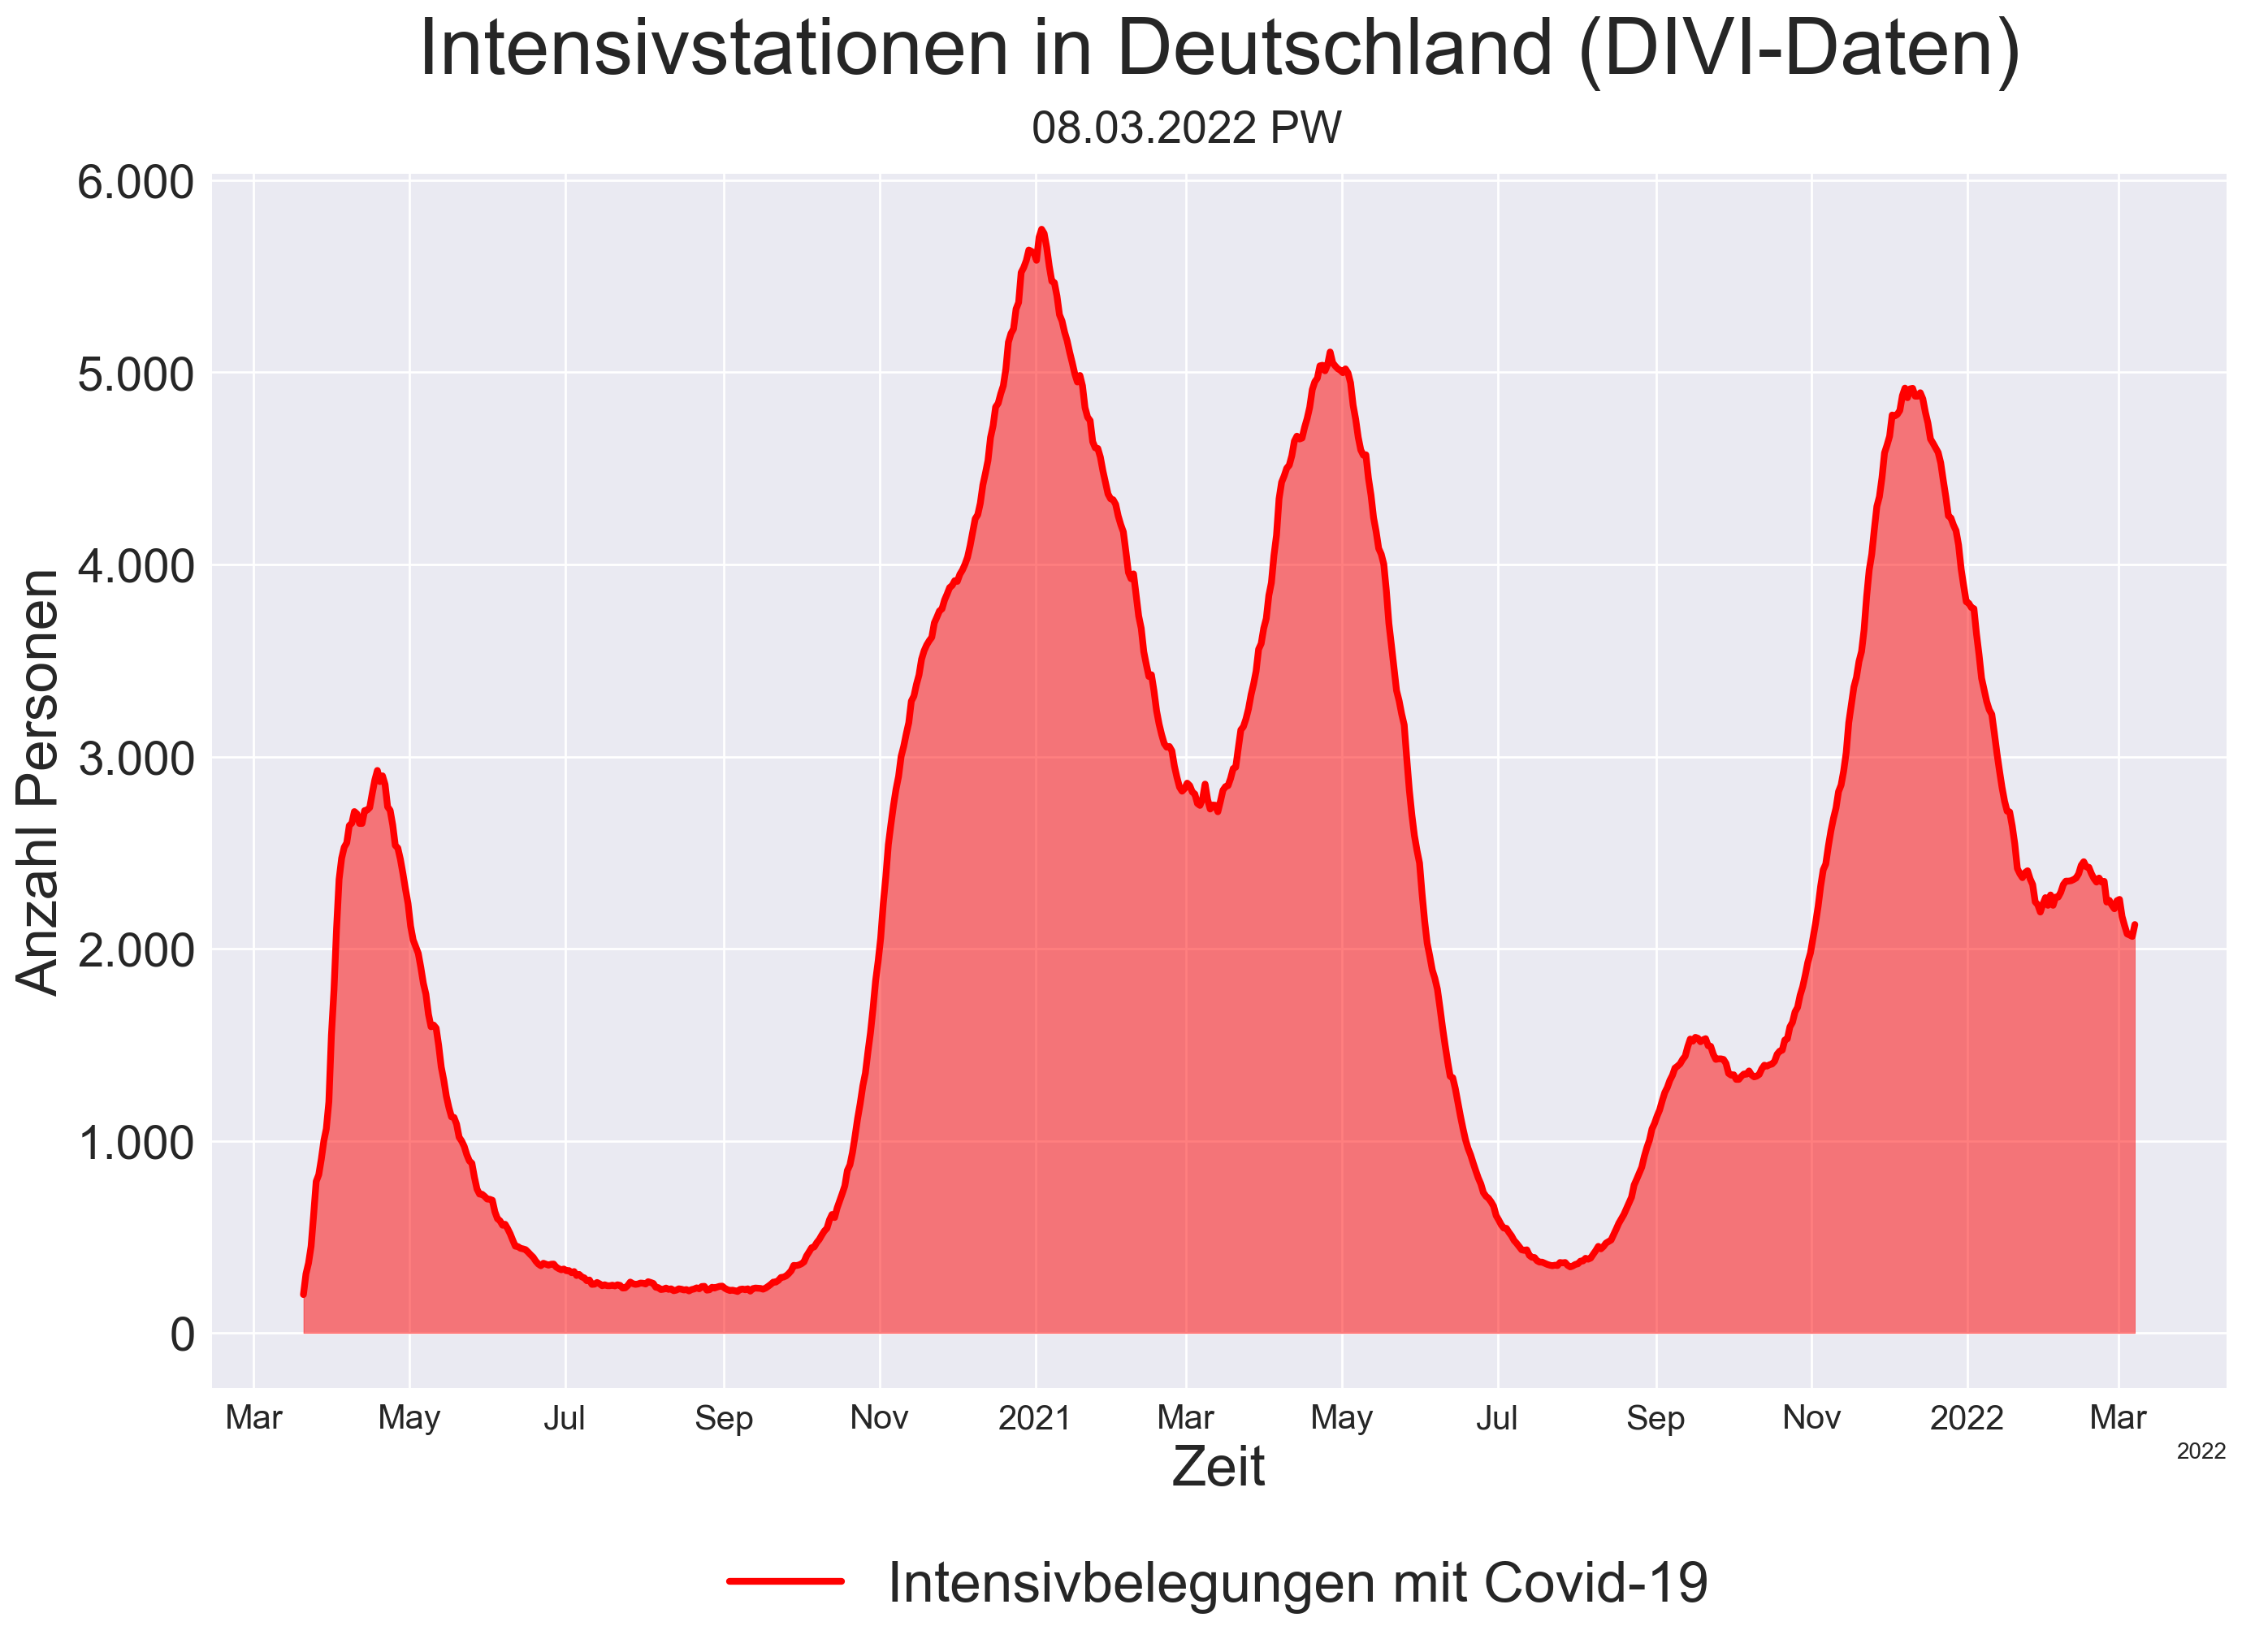 Intensivstationen in Deutschland (DIVI-Daten)
08.03.2022 PW
Anzahl Personen
6.000
5.000
4.000
3.000
2.000
1.000
0
Mar May Jul Sep Nov 2021 Mar May Jul Sep Nov 2022 Mar
2022
Zeit
Intensivbelegungen mit Covid-19